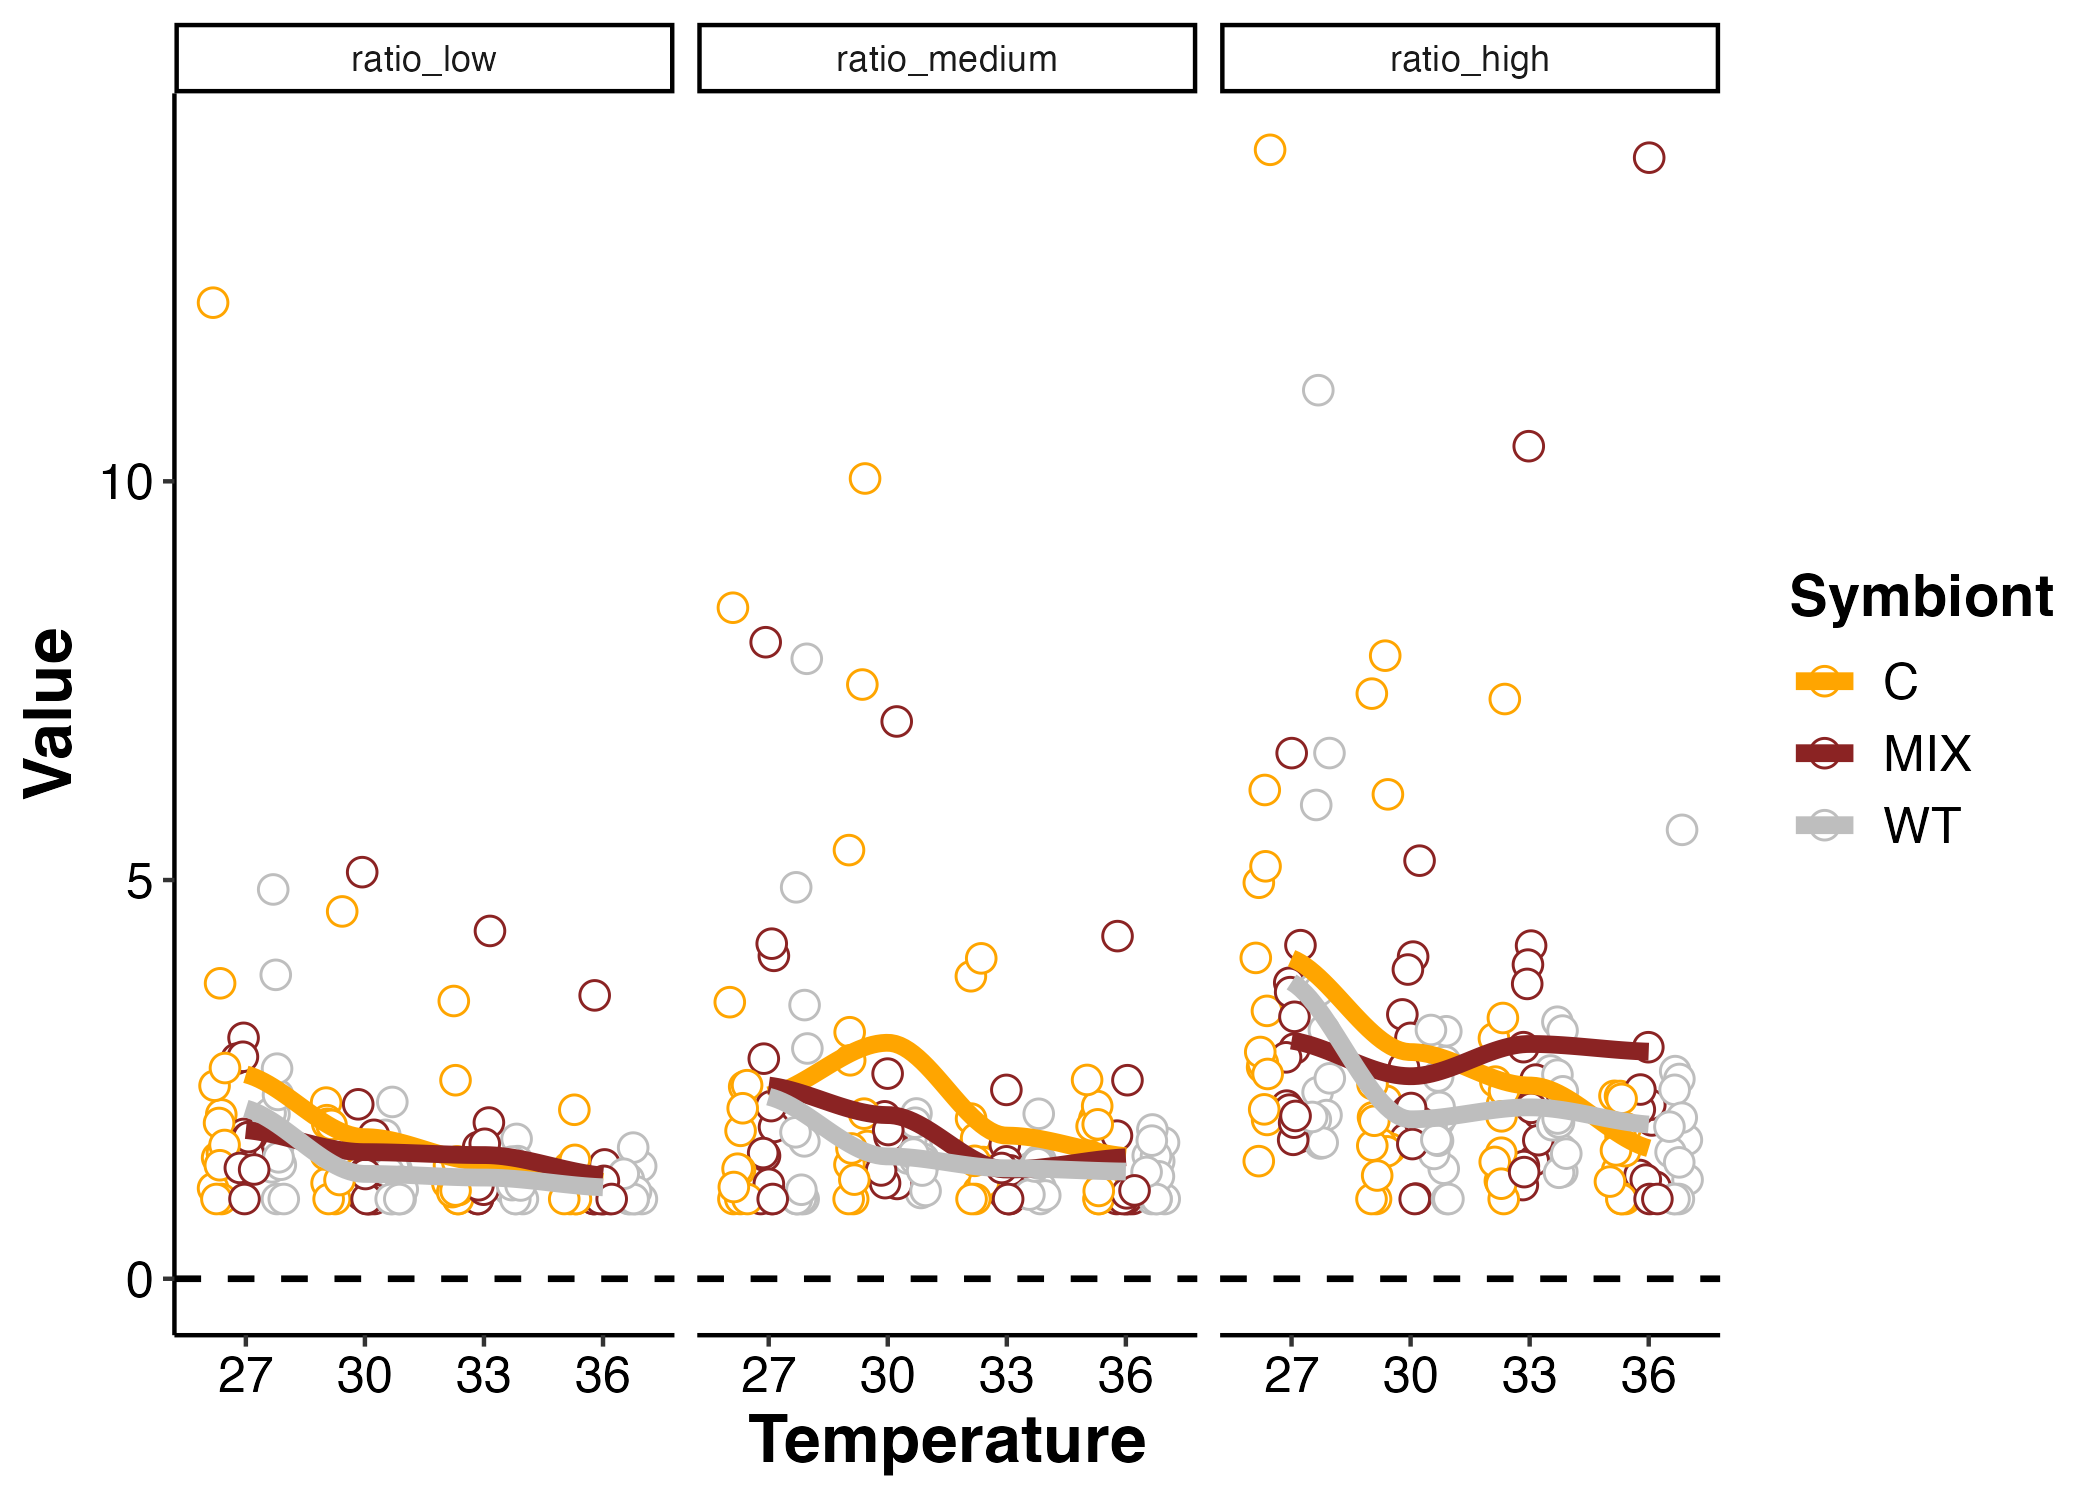 ratio_low ratio_medium ratio_high
Value
10
5
0
27 30 33 36 27 30 33 36 27 30 33 36
Temperature
Symbiont
C
MIX
WT